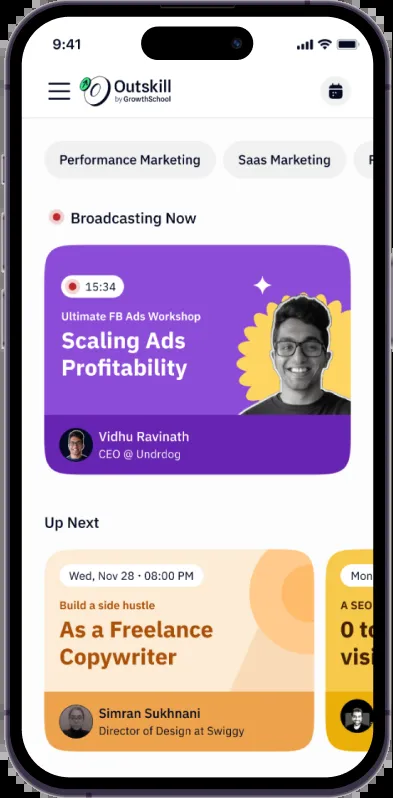 9:41
Outskill
by GrowthSchool
Performance Marketing
Saas Marketing
Broadcasting Now
15:34
Ultimate FB Ads Workshop
Scaling Ads
Profitability
Vidhu Ravinath
CEO @ Undrdog
Up Next
Wed, Nov 28 · 08:00 PM
Build a side hustle
As a Freelance
Copywriter
Simran Sukhnani
Director of Design at Swiggy
Mon
A SEO
0 to
visi